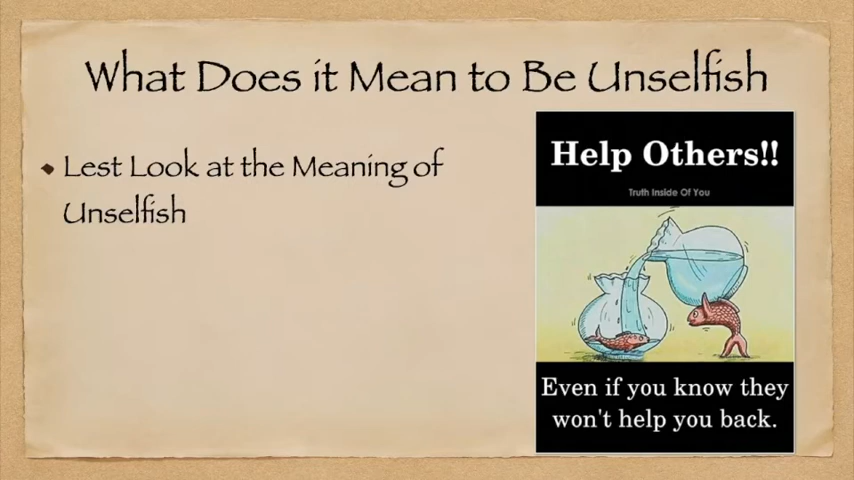 What Does it Mean to Be Unselfish
Lest Look at the Meaning of
Unselfish
Help Others!!
Truth Inside Of You
Even if you know they
won't help you back.